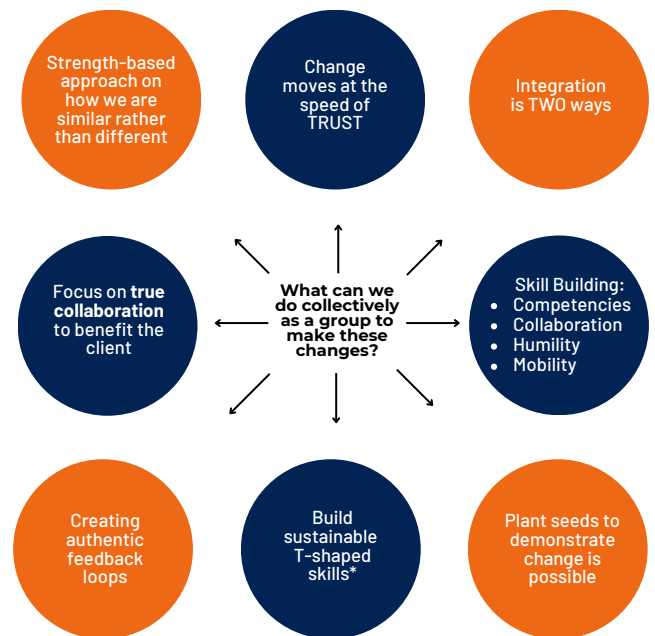 Strength-based
approach on
how we are
similar rather
than different
Change
moves at the
speed of
TRUST
Integration
is TWO ways
Focus on true
collaboration
to benefit the
client
What can we
do collectively
as a group to
make these
changes?
Skill Building:
• Competencies
• Collaboration
• Humility
• Mobility
Creating
authentic
feedback
loops
Build
sustainable
T-shaped
skills*
Plant seeds to
demonstrate
change is
possible